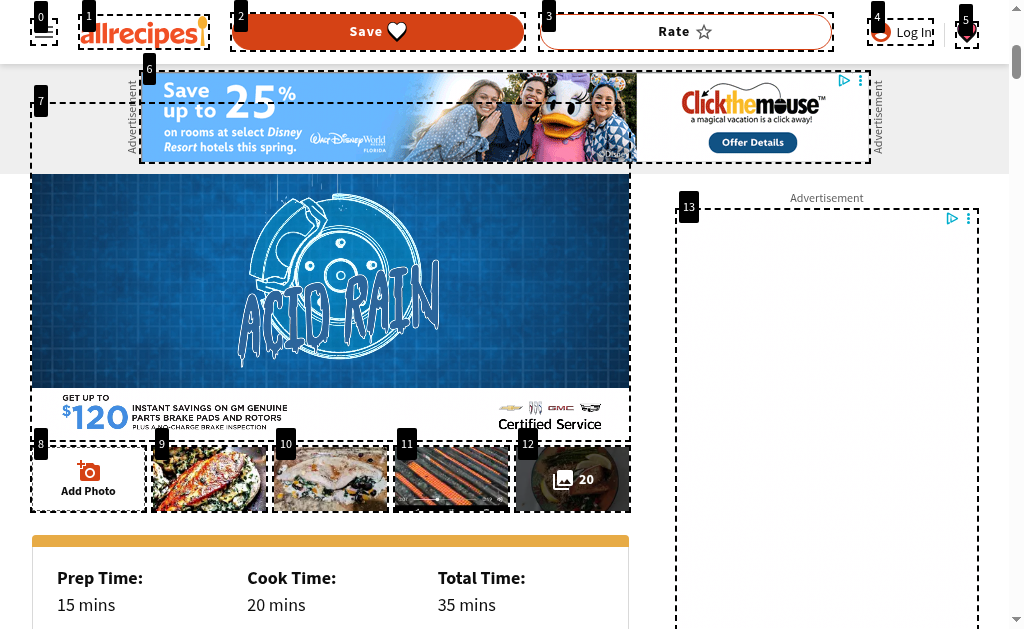 0
1
allrecipes
2
Save
3
Rate
4
Log In
5
6
Save
up to 25%
on rooms at select Disney
Resort hotels this spring.
Walt Disney World
FLORIDA
©Disney
Clickthemouse™
a magical vacation is a click away!
Offer Details
Advertisement
Advertisement
7
ACID RAIN
GET UP TO
$120
INSTANT SAVINGS ON GM GENUINE
PARTS BRAKE PADS AND ROTORS
PLUS A NO-CHARGE BRAKE INSPECTION
GMC
Certified Service
8
Add Photo
9
10
11
12
20
13
Advertisement
Prep Time:
15 mins
Cook Time:
20 mins
Total Time:
35 mins